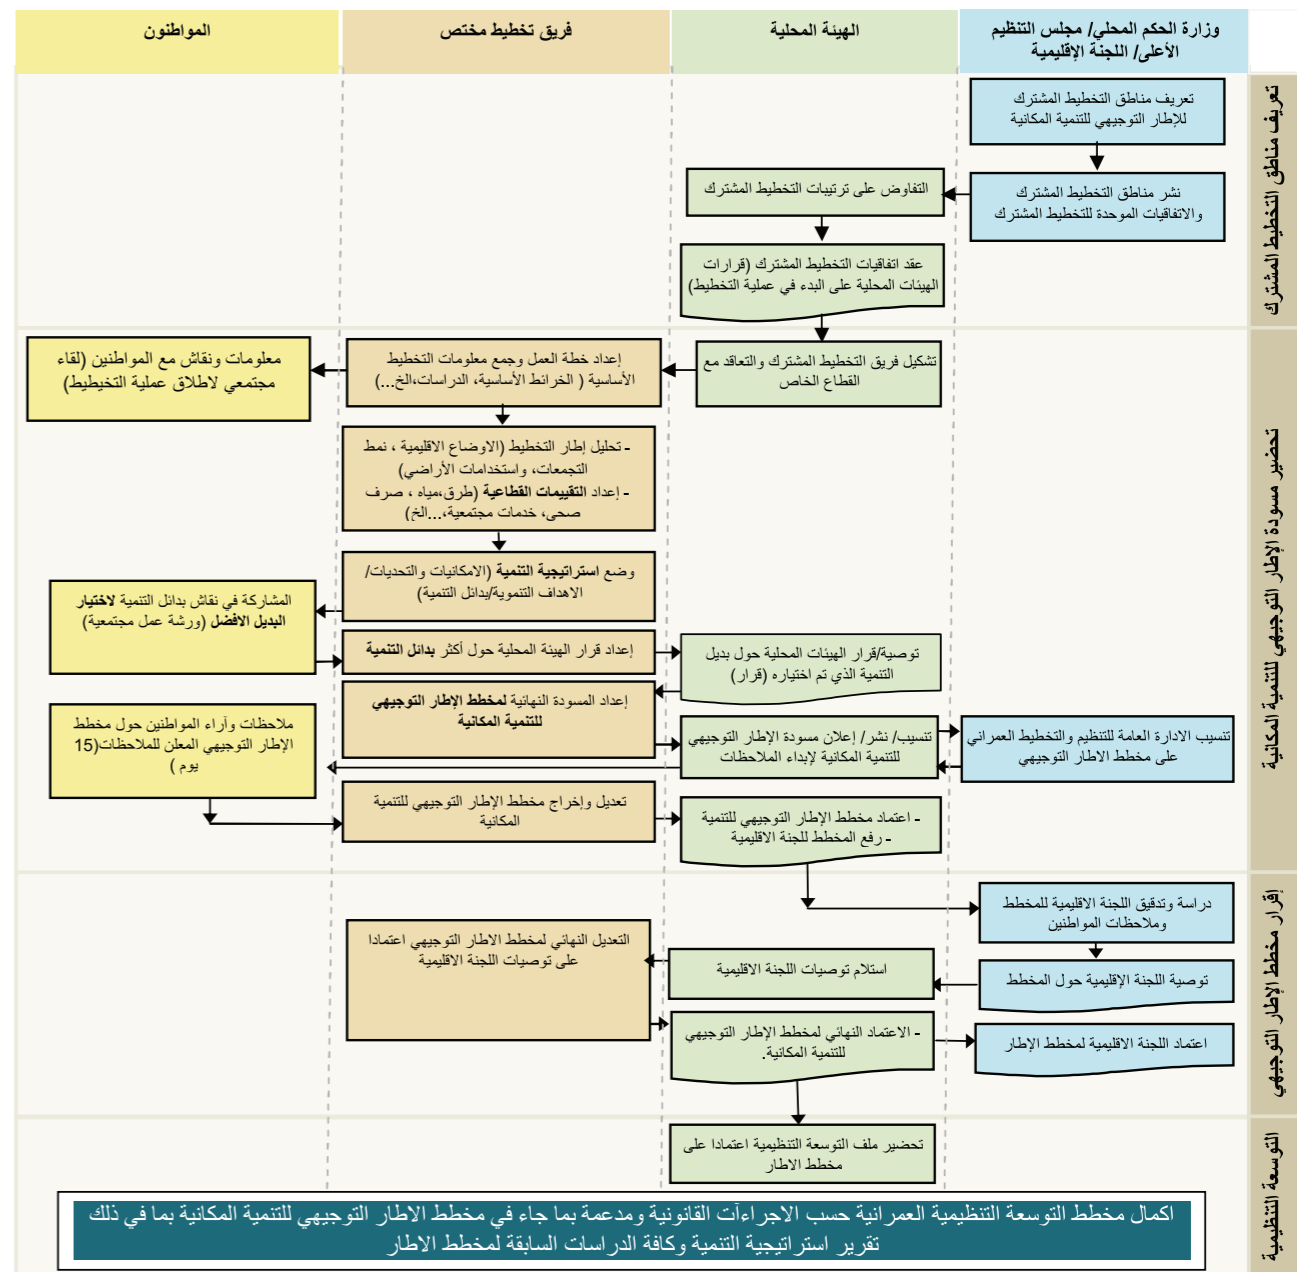 وزارة الحكم المحلي/ مجلس التنظيم
الأعلى/ اللجنة الإقليمية
الهيئة المحلية
فريق تخطيط مختص
المواطنون
تعريف مناطق التخطيط المشترك
تعريف مناطق التخطيط المشترك
للإطار التوجيهي للتنمية المكانية
نشر مناطق التخطيط المشترك
والاتفاقيات الموحدة للتخطيط المشترك
التفاوض على ترتيبات التخطيط المشترك
عقد اتفاقيات التخطيط المشترك (قرارات
الهيئات المحلية على البدء في عملية التخطيط)
تحضير مسودة الإطار التوجيهي للتنمية المكانية
تشكيل فريق التخطيط المشترك والتعاقد مع
القطاع الخاص
إعداد خطة العمل وجمع معلومات التخطيط
الأساسية ( الخرائط الأساسية، الدراسات،الخ...)
معلومات ونقاش مع المواطنين (لقاء
مجتمعي لاطلاق عملية التخيطيط)
- تحليل إطار التخطيط (الاوضاع الاقليمية ، نمط
التجمعات، واستخدامات الأراضي)
- إعداد التقييمات القطاعية (طرق،مياه ، صرف
صحي، خدمات مجتمعية،...الخ)
وضع استراتيجية التنمية (الامكانيات والتحديات/
الاهداف التنموية/بدائل التنمية)
المشاركة في نقاش بدائل التنمية لاختيار
البديل الافضل (ورشة عمل مجتمعية)
إعداد قرار الهيئة المحلية حول أكثر بدائل التنمية
توصية/قرار الهيئات المحلية حول بديل
التنمية الذي تم اختياره (قرار)
إعداد المسودة النهائية لمخطط الإطار التوجيهي
للتنمية المكانية
تنسيب/ نشر/ إعلان مسودة الإطار التوجيهي
للتنمية المكانية لإبداء الملاحظات
تنسيب الادارة العامة للتنظيم والتخطيط العمراني
على مخطط الاطار التوجيهي
ملاحظات وآراء المواطنين حول مخطط
الإطار التوجيهي المعلن للملاحظات(15
يوم )
تعديل وإخراج مخطط الإطار التوجيهي للتنمية
المكانية
- اعتماد مخطط الإطار التوجيهي للتنمية
- رفع المخطط للجنة الاقليمية
إقرار مخطط الإطار التوجيهي
دراسة وتدقيق اللجنة الاقليمية للمخطط
وملاحظات المواطنين
توصية اللجنة الإقليمية حول المخطط
استلام توصيات اللجنة الاقليمية
التعديل النهائي لمخطط الاطار التوجيهي اعتمادا
على توصيات اللجنة الاقليمية
- الاعتماد النهائي لمخطط الإطار التوجيهي
للتنمية المكانية.
اعتماد اللجنة الاقليمية لمخطط الإطار
التوسعة التنظيمية
تحضير ملف التوسعة التنظيمية اعتمادا على
مخطط الاطار
اكمال مخطط التوسعة التنظيمية العمرانية حسب الاجراءآت القانونية ومدعمة بما جاء في مخطط الاطار التوجيهي للتنمية المكانية بما في ذلك
تقرير استراتيجية التنمية وكافة الدراسات السابقة لمخطط الاطار